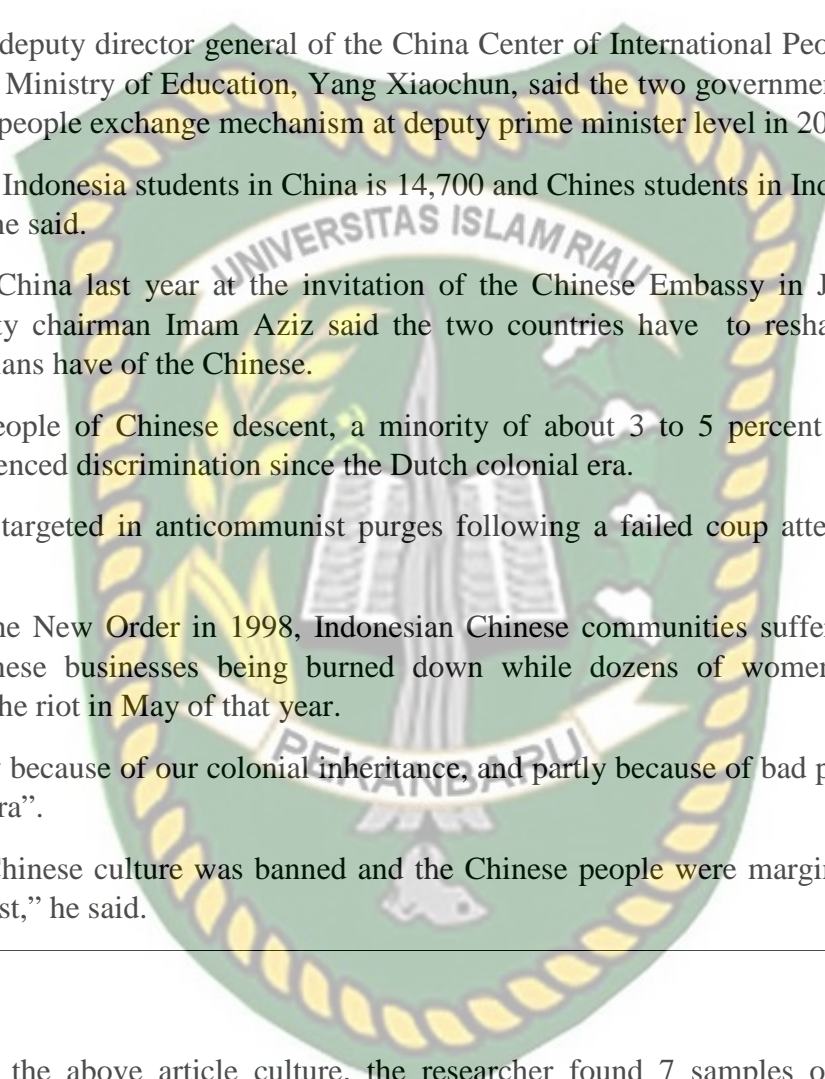 deputy director general of the China Center of International Peo
Ministry of Education, Yang Xiaochun, said the two governmen
people exchange mechanism at deputy prime minister level in 20
Indonesia students in China is 14,700 and Chines students in Ind
he said.
UNIVERSITAS ISLAM RIAU
China last year at the invitation of the Chinese Embassy in J
ty chairman Imam Aziz said the two countries have to resha
ians have of the Chinese.
eople of Chinese descent, a minority of about 3 to 5 percent
enced discrimination since the Dutch colonial era.
targeted in anticommunist purges following a failed coup atte
he New Order in 1998, Indonesian Chinese communities suffer
nese businesses being burned down while dozens of women
he riot in May of that year.
PEKANBARU
because of our colonial inheritance, and partly because of bad p
ra”.
Chinese culture was banned and the Chinese people were margin
st,” he said.
the above article culture, the researcher found 7 samples o